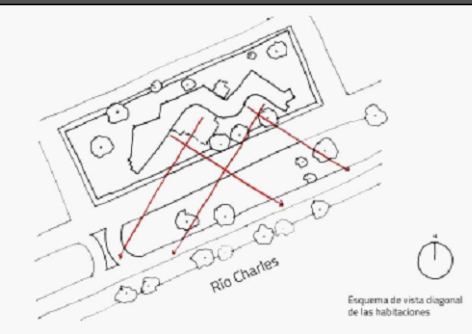 Río Charles
Esquema de vista diagonal
de las habitaciones